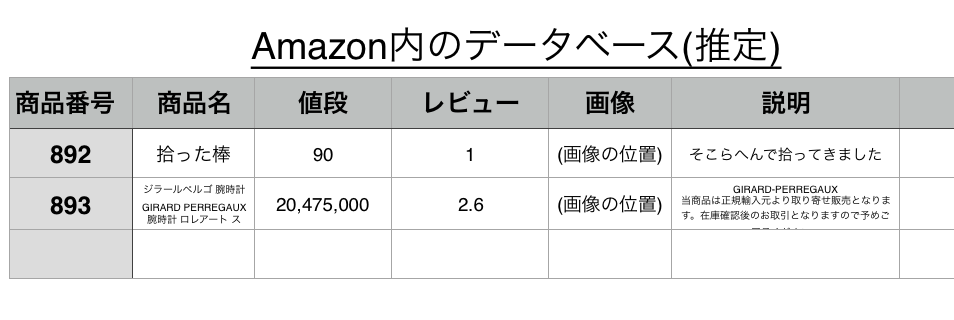 Amazon内のデータベース(推定)
商品番号 商品名 値段 レビュー 画像 説明
892 拾った棒 90 1 (画像の位置) そこらへんで拾ってきました
ジラールペルゴ 腕時計
GIRARD PERREGAUX
腕時計 ロレアート ス
893 20,475,000 2.6 (画像の位置)
GIRARD-PERREGAUX
当商品は正規輸入元より取り寄せ販売となりま
す。在庫確認後のお取引となりますので予めご